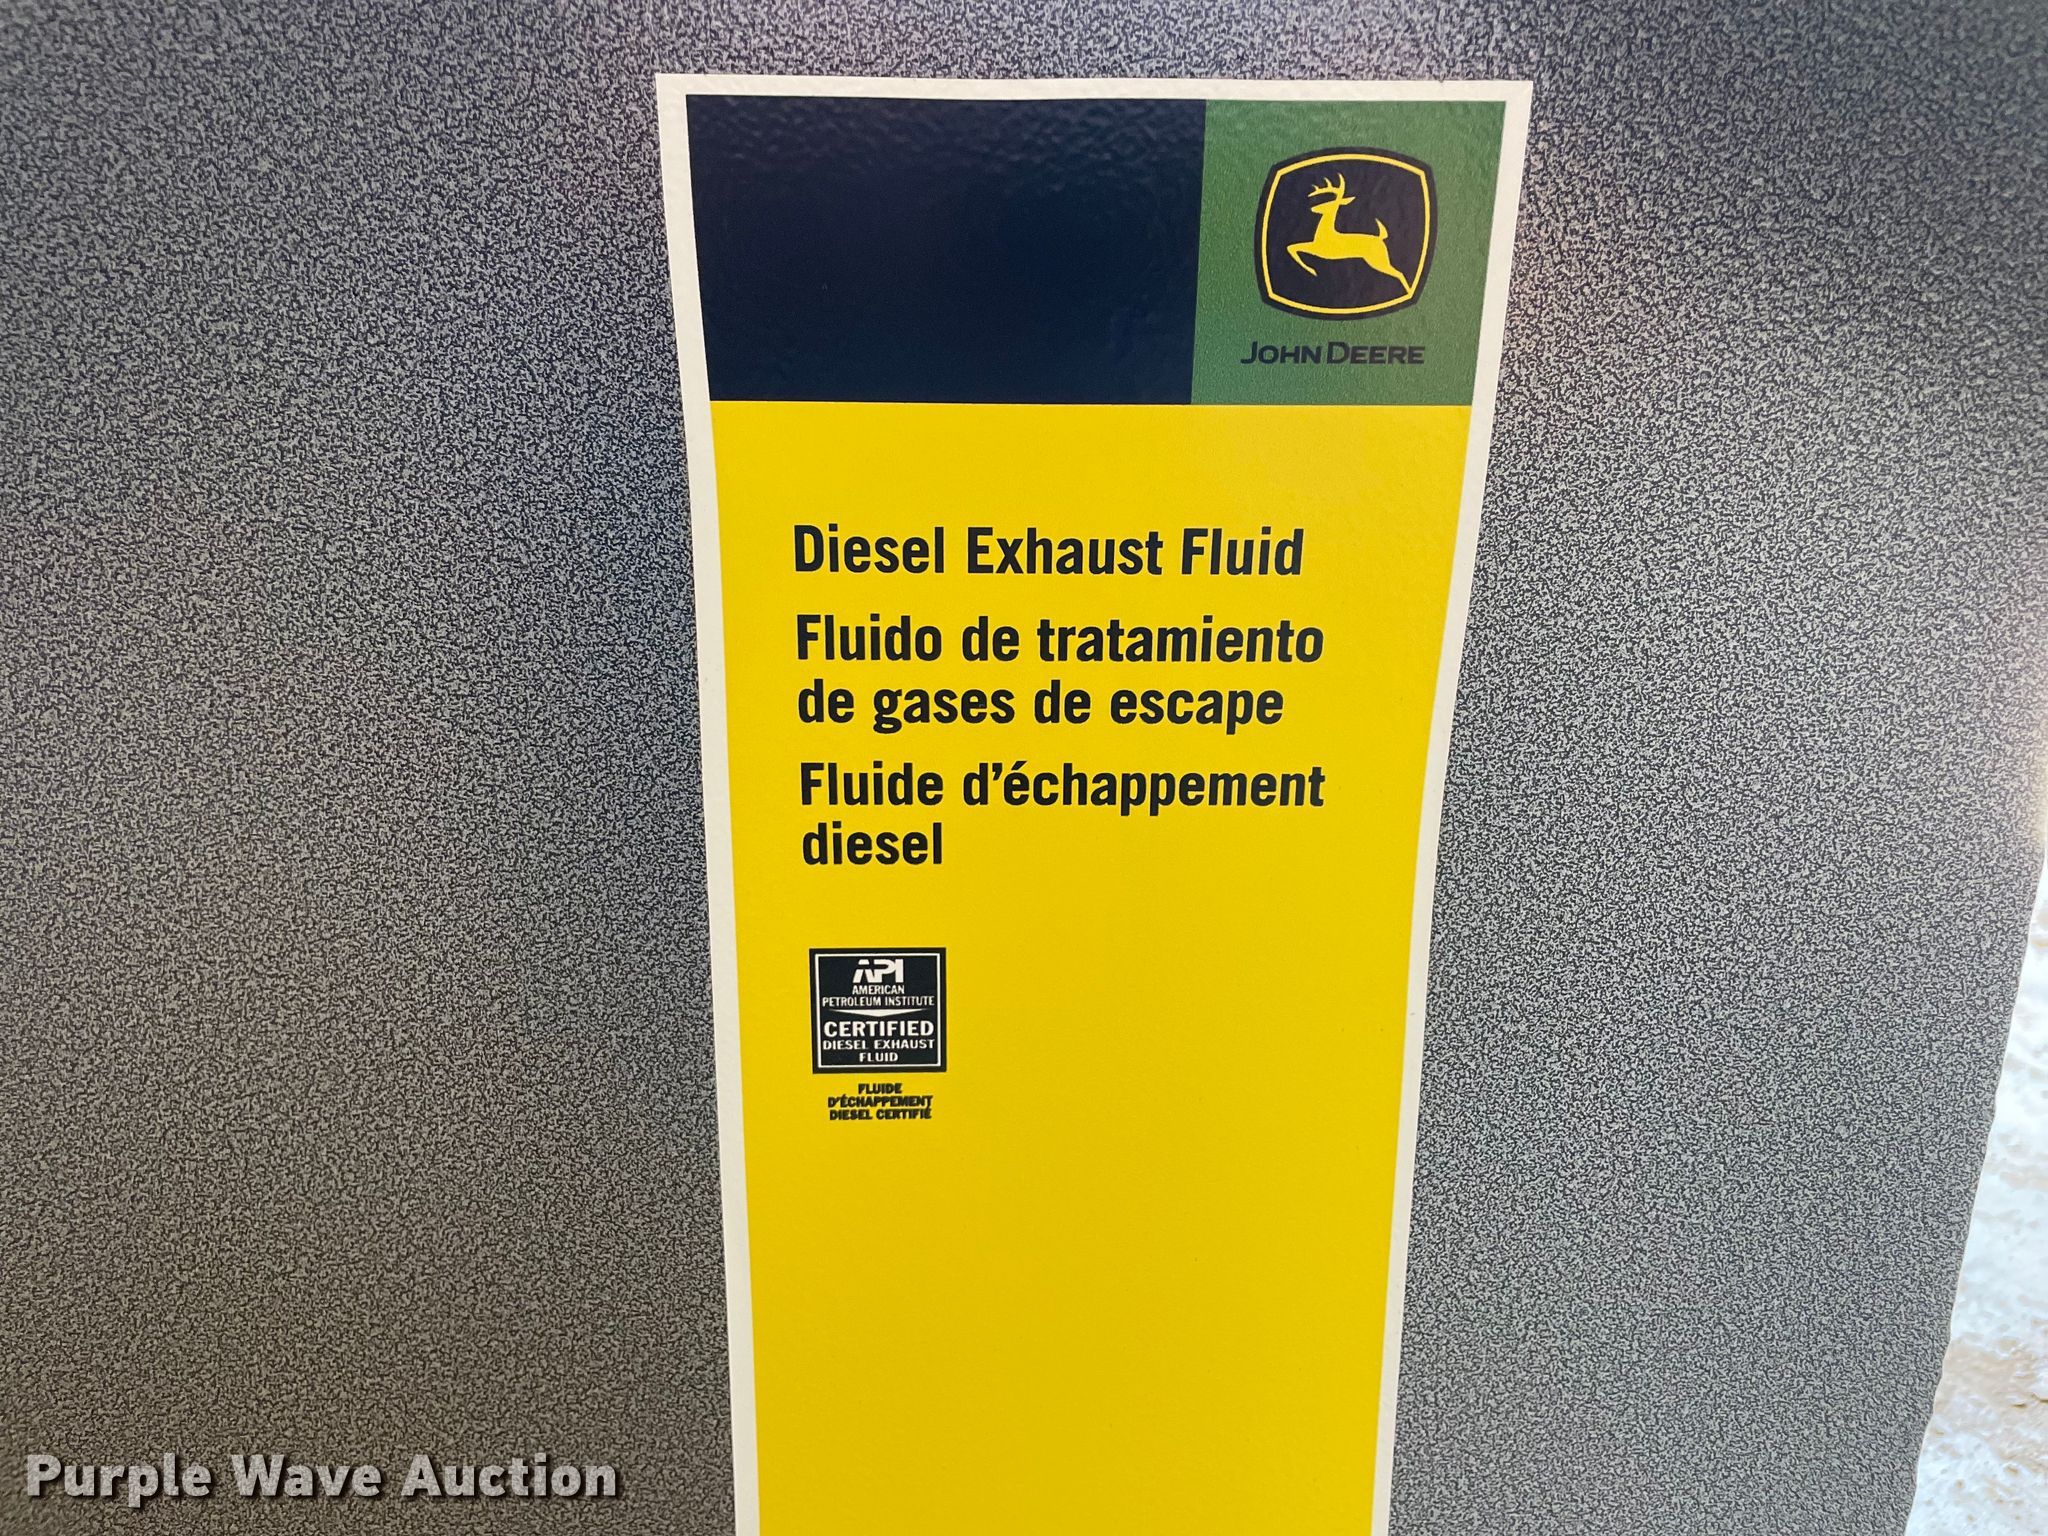 JOHN DEERE
Diesel Exhaust Fluid
Fluido de tratamiento
de gases de escape
Fluide d'échappement
diesel
API
AMERICAN
PETROLEUM INSTITUTE
CERTIFIED
DIESEL EXHAUST
FLUID
FLUIDE
D'ÉCHAPPEMENT
DIESEL CERTIFIÉ
Purple Wave Auction